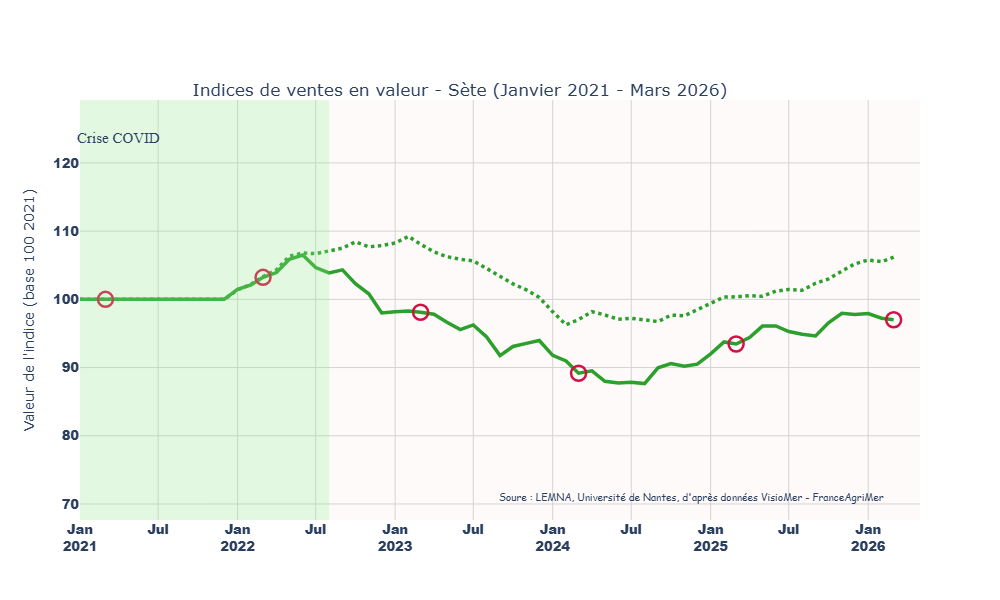 Indices de ventes en valeur - Sète (Janvier 2021 - Mars 2026)
Crise COVID
Valeur de l'indice (base 100 2021)
120
110
100
90
80
70
Soure : LEMNA, Université de Nantes, d'après données VisioMer - FranceAgriMer
Jan Jul Jan Jul Jan Jul Jan Jul Jan Jul Jan
2021 2022 2023 2024 2025 2026